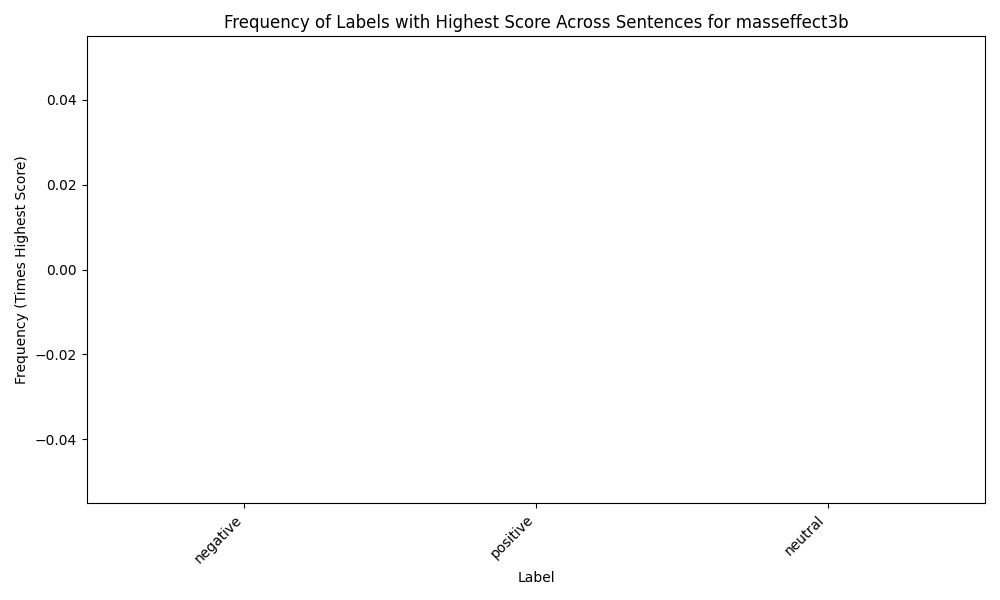 Frequency of Labels with Highest Score Across Sentences for masseffect3b
Frequency (Times Highest Score)
0.04
0.02
0.00
−0.02
−0.04
negative
positive
neutral
Label